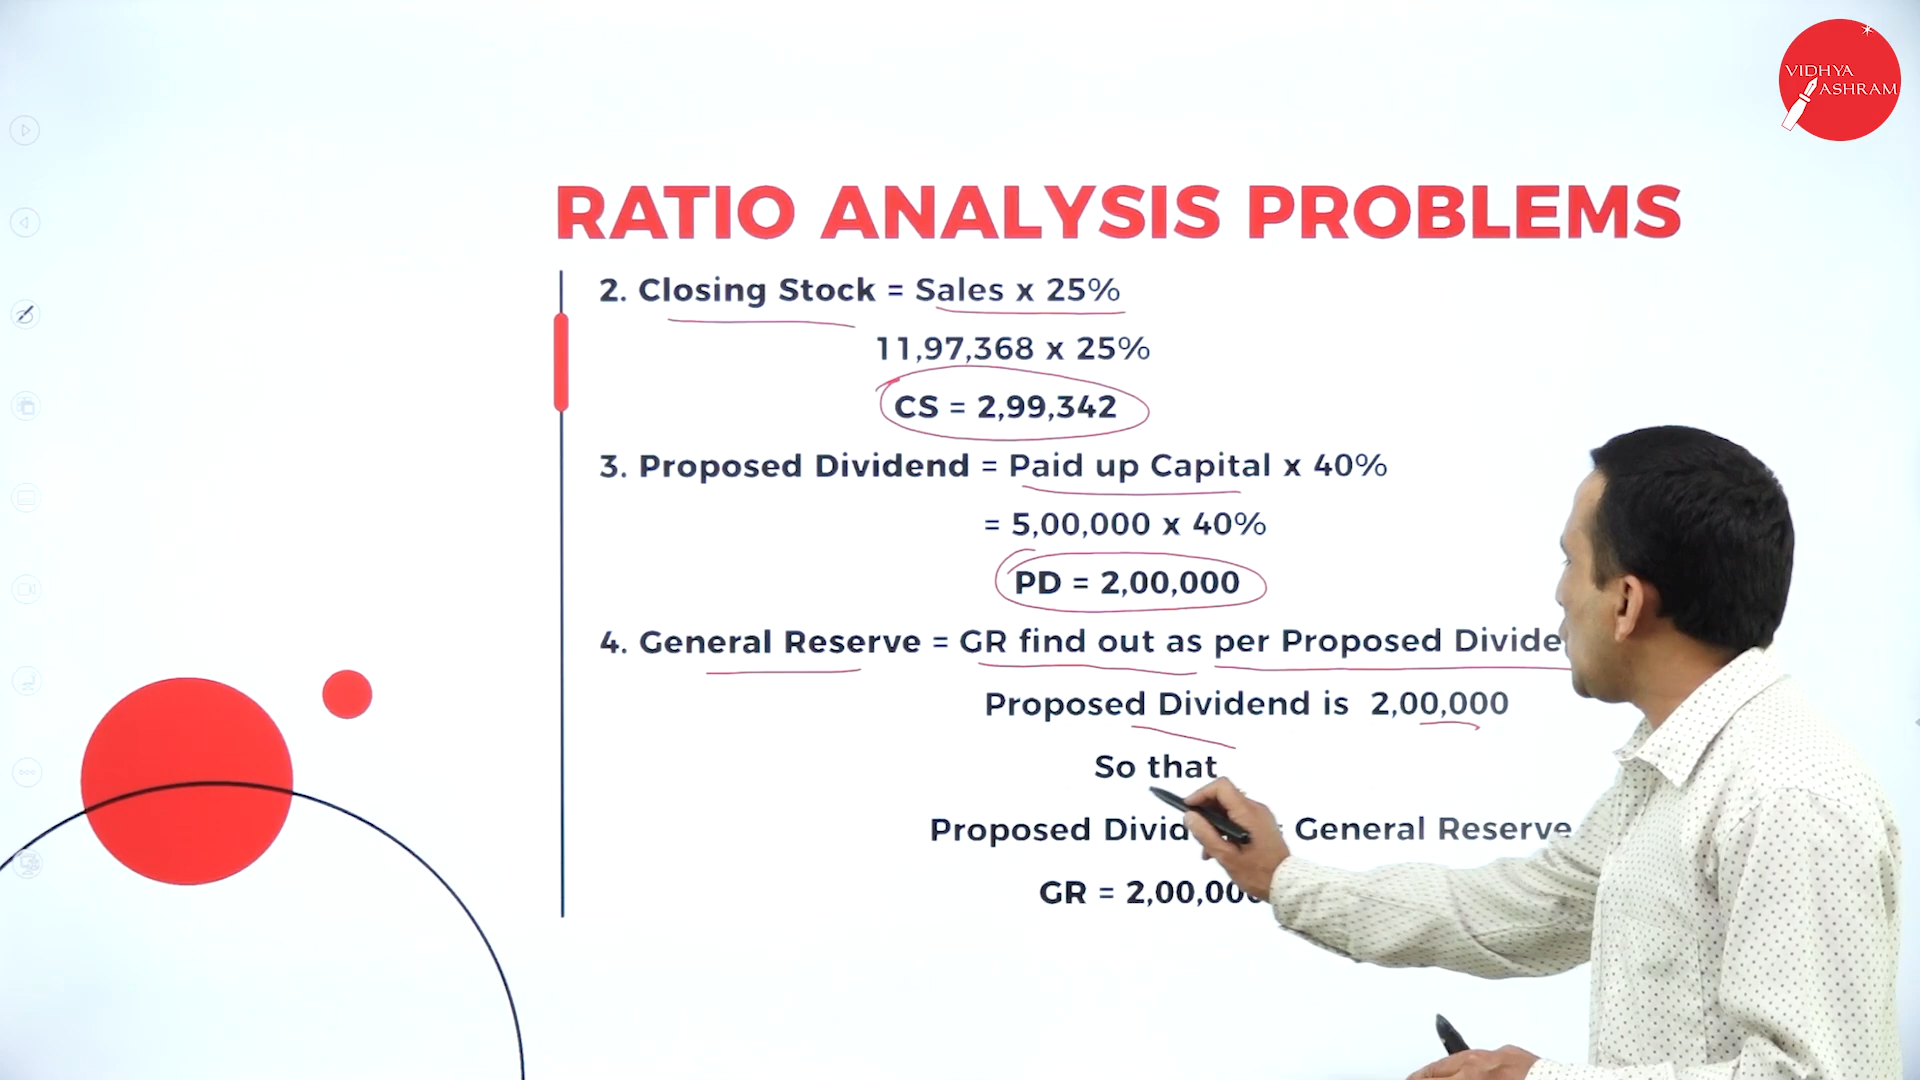 VIDHYA
ASHRAM
RATIO ANALYSIS PROBLEMS
2. Closing Stock = Sales x 25%
11,97,368 x 25%
CS = 2,99,342
3. Proposed Dividend = Paid up Capital x 40%
= 5,00,000 x 40%
PD = 2,00,000
4. General Reserve = GR find out as per Proposed
Proposed Dividend is 2,00,000
So that
Proposed General Reserve
GR =